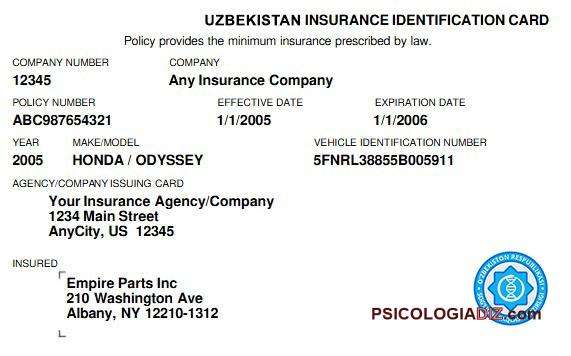 UZBEKISTAN INSURANCE IDENTIFICATION CARD
Policy provides the minimum insurance prescribed by law.
COMPANY NUMBER COMPANY
12345 Any Insurance Company
POLICY NUMBER EFFECTIVE DATE EXPIRATION DATE
ABC987654321 1/1/2005 1/1/2006
YEAR MAKE/MODEL VEHICLE IDENTIFICATION NUMBER
2005 HONDA / ODYSSEY 5FNRL38855B005911
AGENCY/COMPANY ISSUING CARD
Your Insurance Agency/Company
1234 Main Street
AnyCity, US 12345
INSURED
Empire Parts Inc
210 Washington Ave
Albany, NY 12210-1312
O'ZBEKISTON RESPUBLIKASI
PSICOLOGIADIZ.com